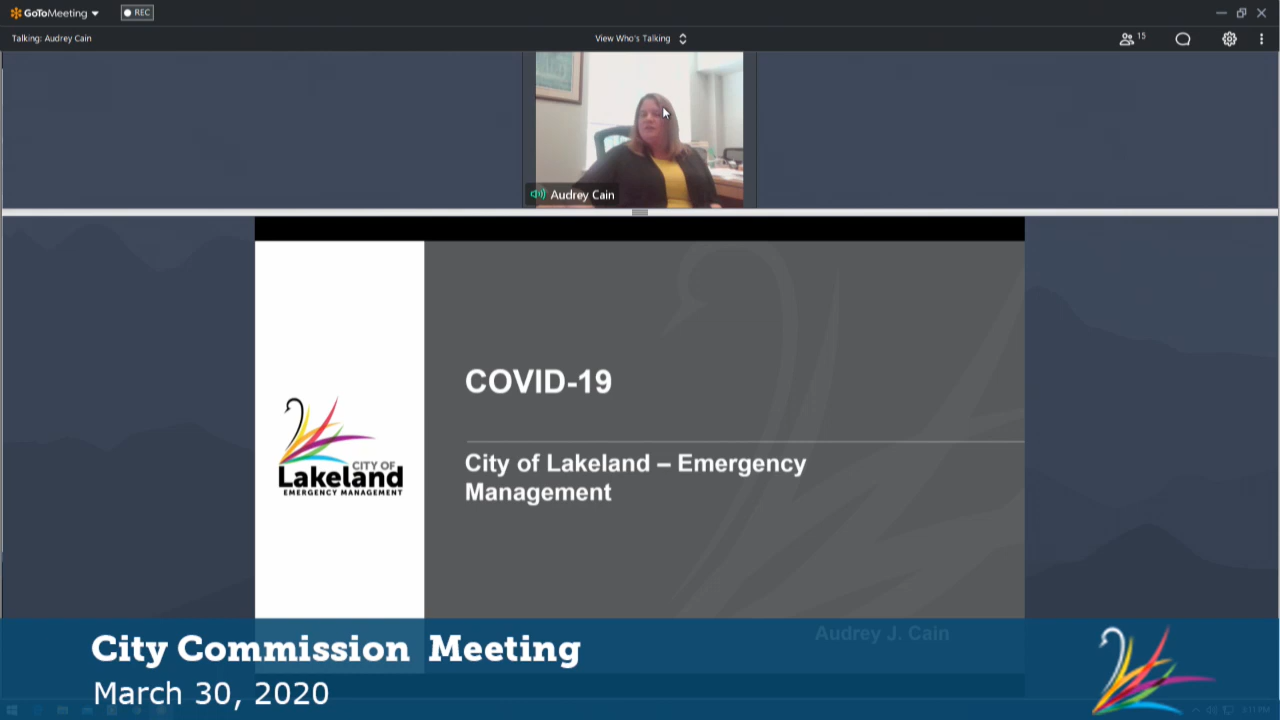 GoToMeeting
REC
Talking: Audrey Cain
View Who's Talking
15
Audrey Cain
COVID-19
City of Lakeland – Emergency
Management
CITY OF
Lakeland
EMERGENCY MANAGEMENT
Audrey J. Cain
City Commission Meeting
March 30, 2020